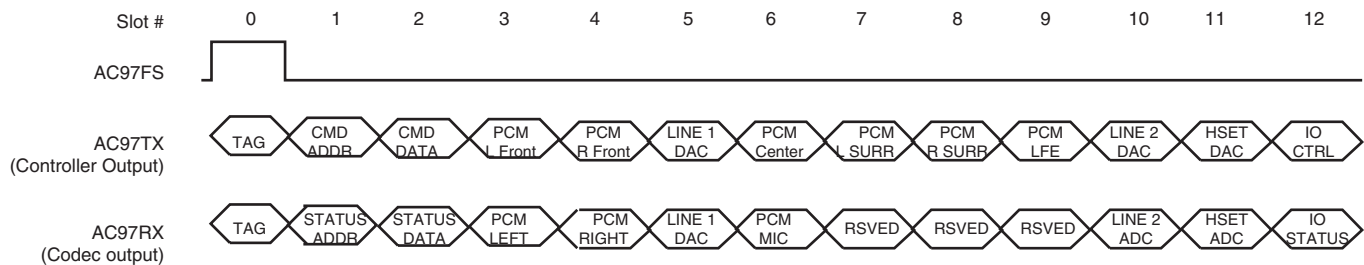 Slot # 0 1 2 3 4 5 6 7 8 9 10 11 12
AC97FS
AC97TX
(Controller Output)
TAG
CMD
ADDR
CMD
DATA
PCM
L Front
PCM
R Front
LINE 1
DAC
PCM
Center
PCM
L SURR
PCM
R SURR
PCM
LFE
LINE 2
DAC
HSET
DAC
IO
CTRL
AC97RX
(Codec output)
TAG
STATUS
ADDR
STATUS
DATA
PCM
LEFT
PCM
RIGHT
LINE 1
DAC
PCM
MIC
RSVED
RSVED
RSVED
LINE 2
ADC
HSET
ADC
IO
STATUS